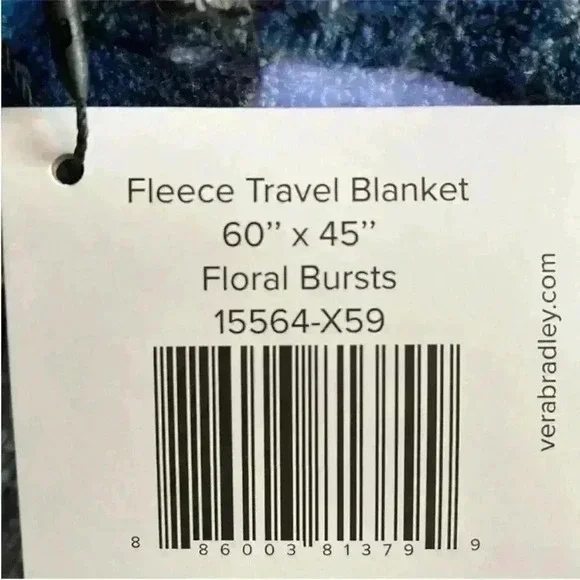 Fleece Travel Blanket
60” x 45”
Floral Bursts
15564-X59
verabradley.com
8 86003 81379 9